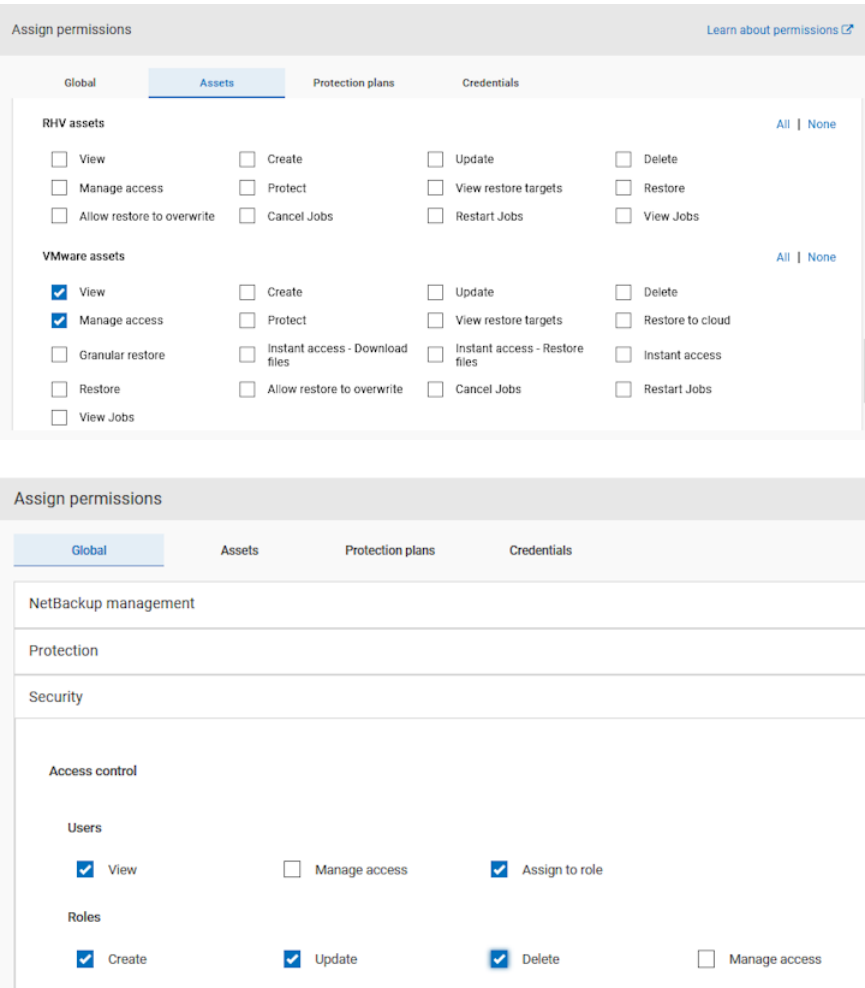 Assign permissions Learn about permissions
Global Assets Protection plans Credentials
RHV assets All | None
View Create Update Delete
Manage access Protect View restore targets Restore
Allow restore to overwrite Cancel Jobs Restart Jobs View Jobs
VMware assets All | None
View Create Update Delete
Manage access Protect View restore targets Restore to cloud
Granular restore Instant access - Download files Instant access - Restore files Instant access
Restore Allow restore to overwrite Cancel Jobs Restart Jobs
View Jobs
Assign permissions
Global Assets Protection plans Credentials
NetBackup management
Protection
Security
Access control
Users
View Manage access Assign to role
Roles
Create Update Delete Manage access